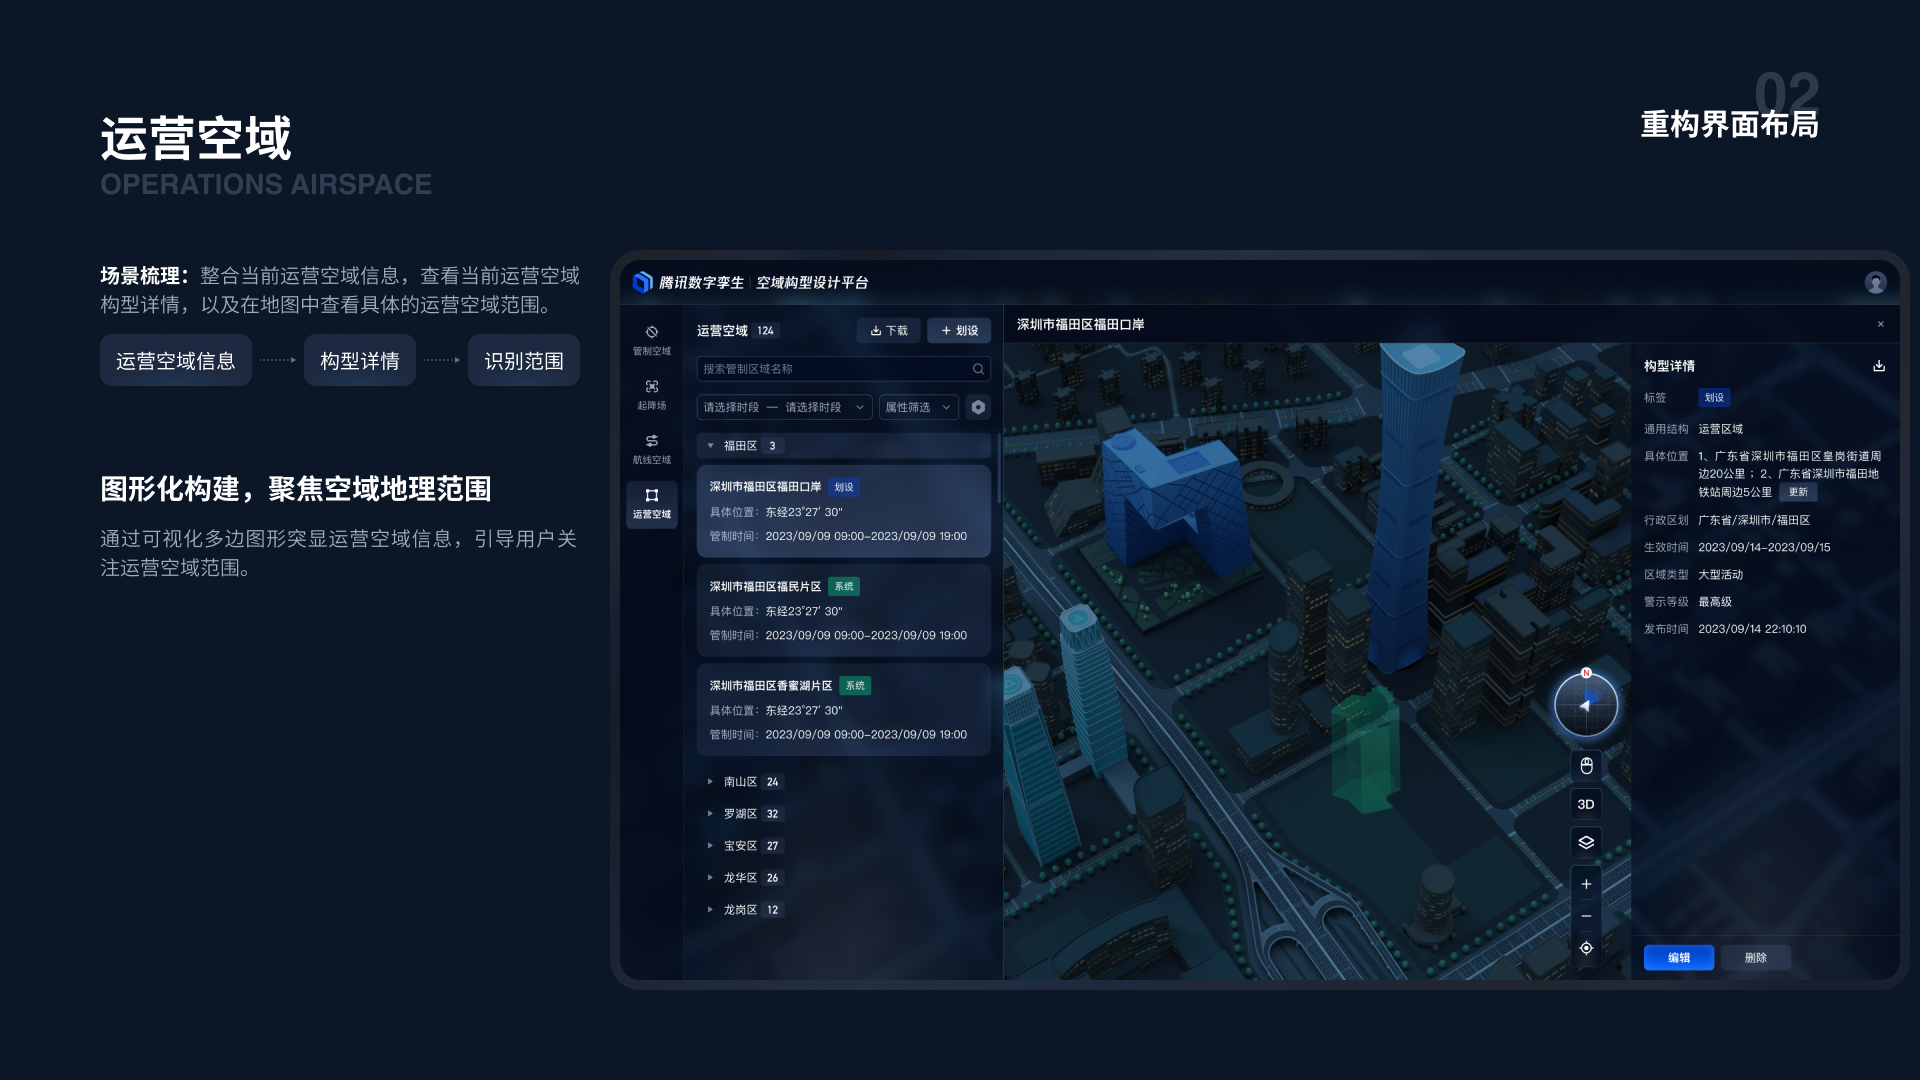 运营空域
OPERATIONS AIRSPACE
02
重构界面布局
场景梳理：整合当前运营空域信息，查看当前运营空域
构型详情，以及在地图中查看具体的运营空域范围。
运营空域信息
构型详情
识别范围
图形化构建，聚焦空域地理范围
通过可视化多边图形突显运营空域信息，引导用户关
注运营空域范围。
腾讯数字孪生 | 空域构型设计平台
管制空域
起降场
航线空域
运营空域
运营空域 124
下载
+ 划设
搜索管制区域名称
请选择时段 — 请选择时段
属性筛选
福田区 3
深圳市福田区福田口岸 划设
具体位置：东经23°27′ 30"
管制时间：2023/09/09 09:00-2023/09/09 19:00
深圳市福田区福民片区 系统
具体位置：东经23°27′ 30"
管制时间：2023/09/09 09:00-2023/09/09 19:00
深圳市福田区香蜜湖片区 系统
具体位置：东经23°27′ 30"
管制时间：2023/09/09 09:00-2023/09/09 19:00
南山区 24
罗湖区 32
宝安区 27
龙华区 26
龙岗区 12
深圳市福田区福田口岸
×
N
3D
+
−
构型详情
标签 划设
通用结构 运营区域
具体位置 1、广东省深圳市福田区皇岗街道周
边20公里；2、广东省深圳市福田地
铁站周边5公里 更新
行政区划 广东省/深圳市/福田区
生效时间 2023/09/14-2023/09/15
区域类型 大型活动
警示等级 最高级
发布时间 2023/09/14 22:10:10
编辑
删除